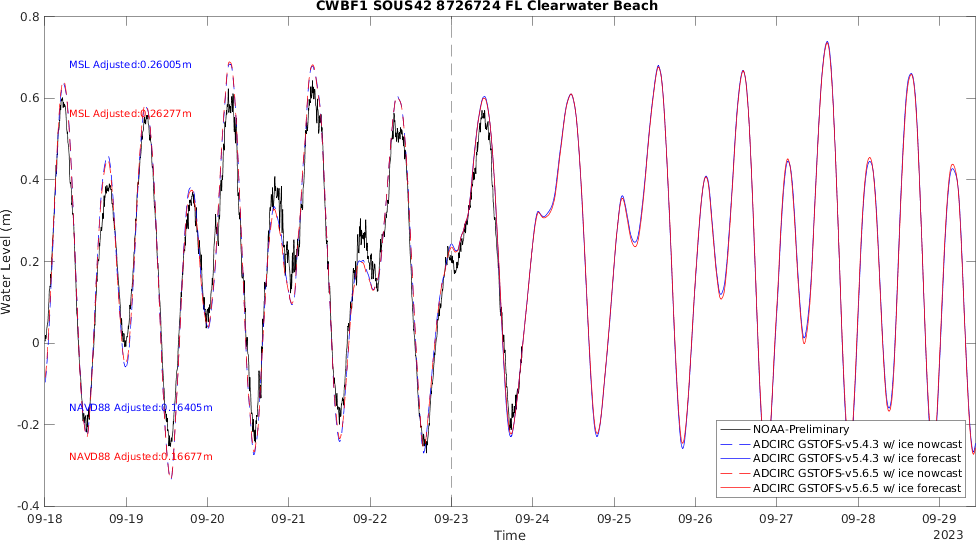 CWBF1 SOUS42 8726724 FL Clearwater Beach
0.8
0.6
0.4
0.2
0
-0.2
-0.4
Water Level (m)
MSL Adjusted:0.26005m
MSL Adjusted:0.26277m
NAVD88 Adjusted:0.16405m
NAVD88 Adjusted:0.16677m
NOAA-Preliminary
ADCIRC GSTOFS-v5.4.3 w/ ice nowcast
ADCIRC GSTOFS-v5.4.3 w/ ice forecast
ADCIRC GSTOFS-v5.6.5 w/ ice nowcast
ADCIRC GSTOFS-v5.6.5 w/ ice forecast
09-18 09-19 09-20 09-21 09-22 09-23 09-24 09-25 09-26 09-27 09-28 09-29
Time
2023